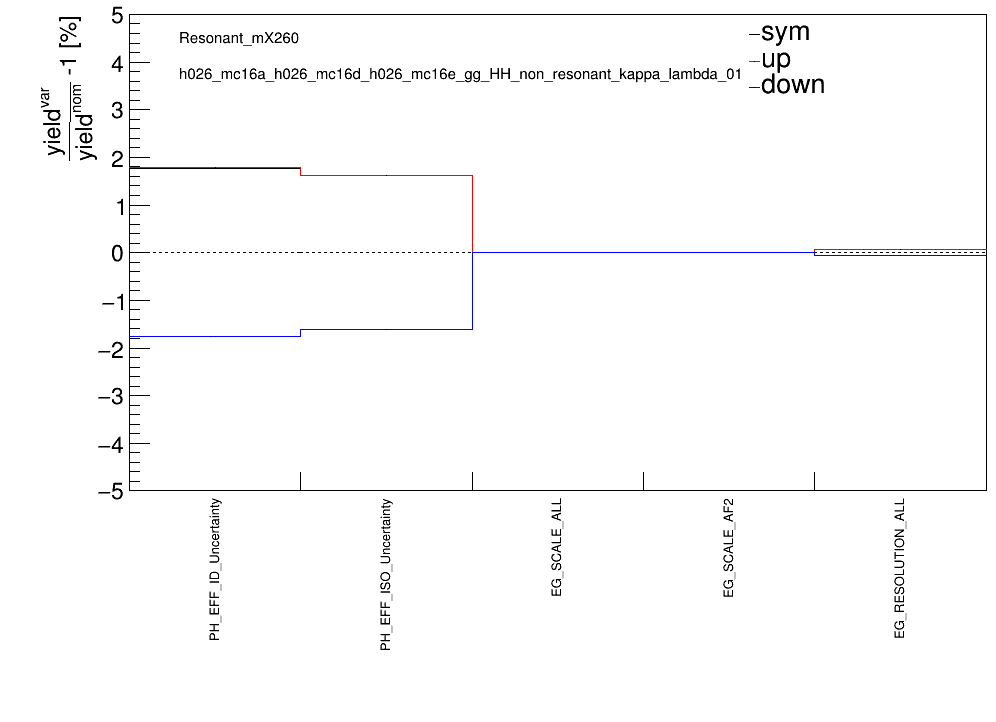 yield^var / yield^nom -1 [%]
5
4
3
2
1
0
−1
−2
−3
−4
−5
Resonant_mX260
h026_mc16a_h026_mc16d_h026_mc16e_gg_HH_non_resonant_kappa_lambda_01
sym
up
down
PH_EFF_ID_Uncertainty
PH_EFF_ISO_Uncertainty
EG_SCALE_ALL
EG_SCALE_AF2
EG_RESOLUTION_ALL